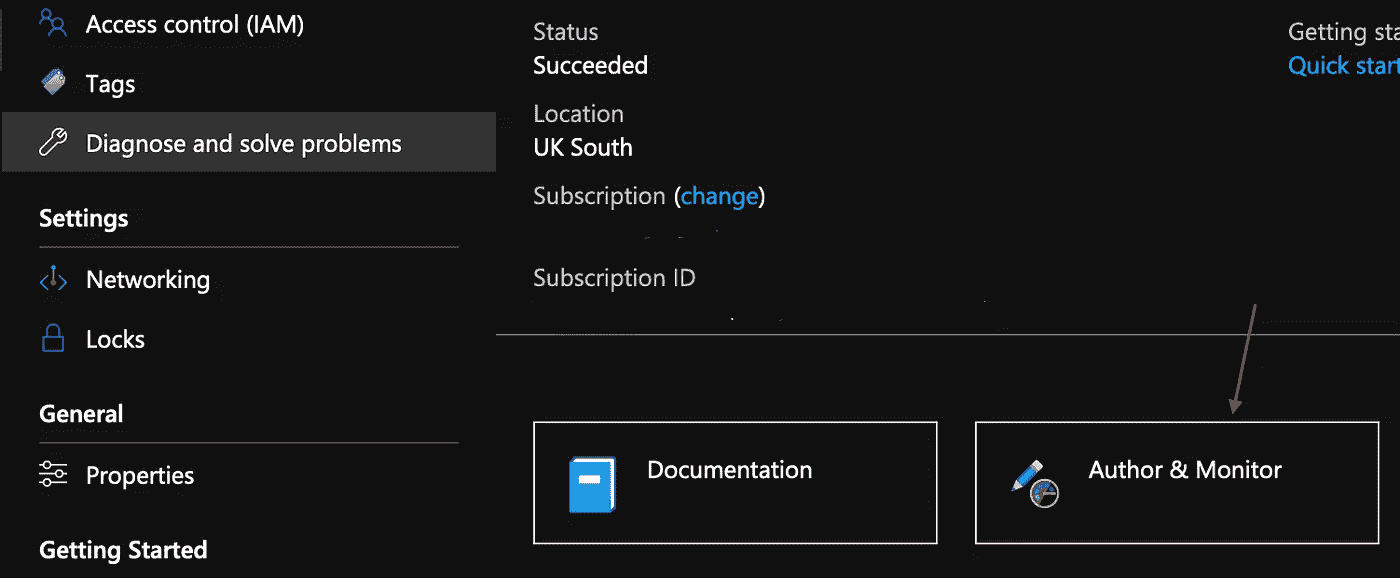 Access control (IAM)
Tags
Diagnose and solve problems
Settings
Networking
Locks
General
Properties
Getting Started
Status
Succeeded
Location
UK South
Subscription (change)
Subscription ID
Getting sta
Quick start
Documentation
Author & Monitor